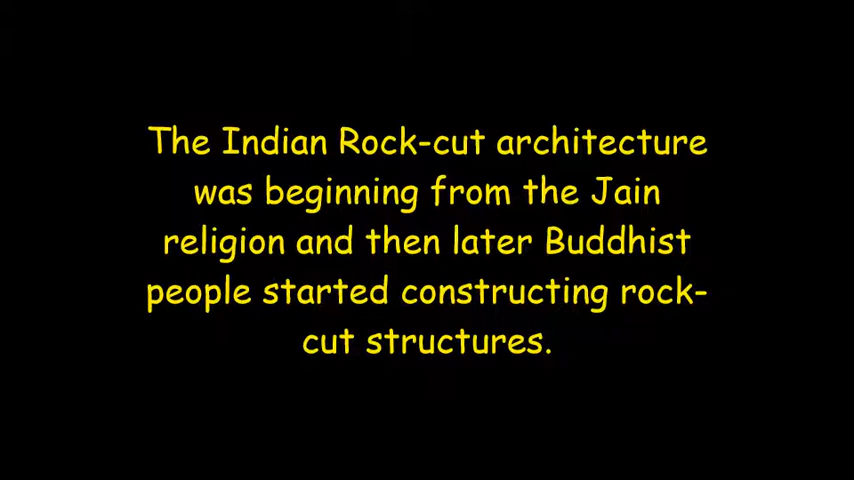 The Indian Rock-cut architecture
was beginning from the Jain
religion and then later Buddhist
people started constructing rock-
cut structures.